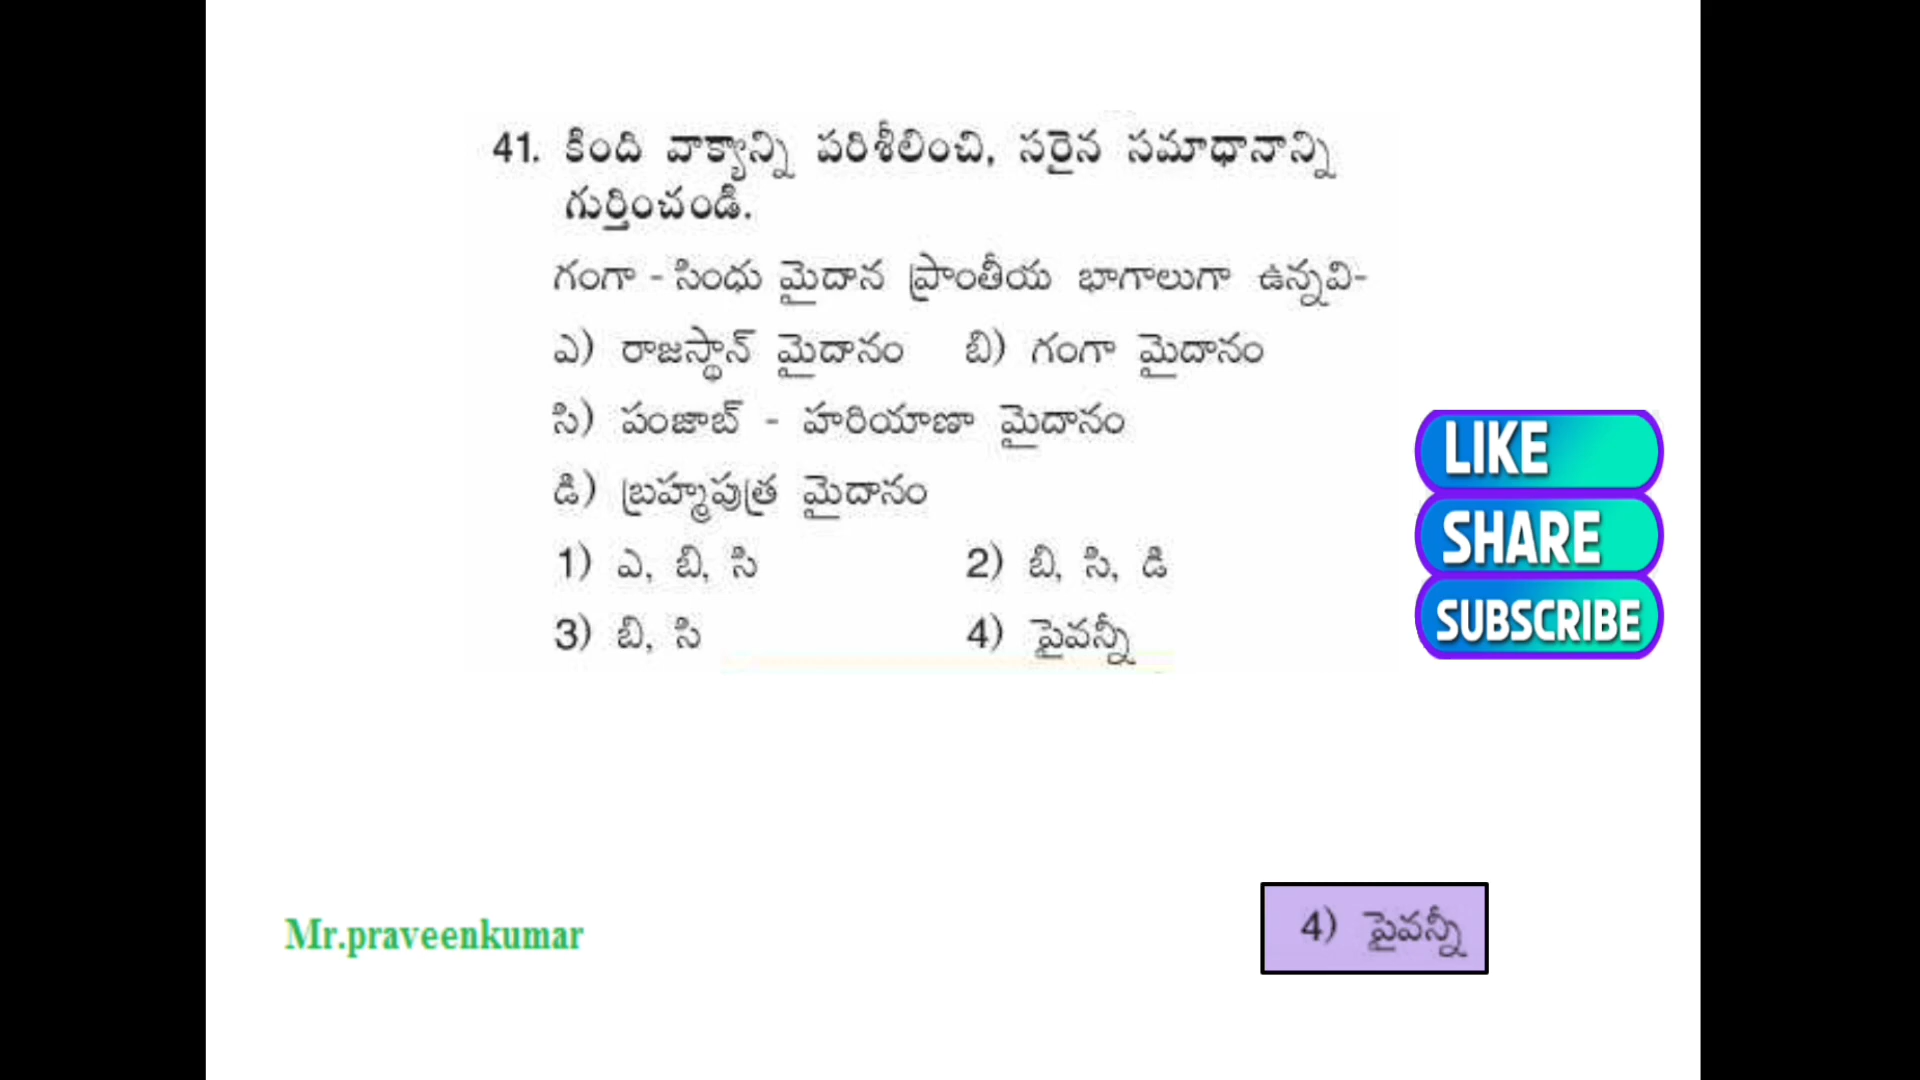 41. కింది వాక్యాన్ని పరిశీలించి, సరైన సమాధానాన్ని
గుర్తించండి.
గంగా - సింధు మైదాన ప్రాంతీయ భాగాలుగా ఉన్నవి-
ఎ) రాజస్థాన్ మైదానం బి) గంగా మైదానం
సి) పంజాబ్ - హరియాణా మైదానం
డి) బ్రహ్మపుత్ర మైదానం
1) ఎ, బి, సి 2) బి, సి, డి
3) బి, సి 4) పైవన్నీ
LIKE
SHARE
SUBSCRIBE
Mr.praveenkumar
4) పైవన్నీ